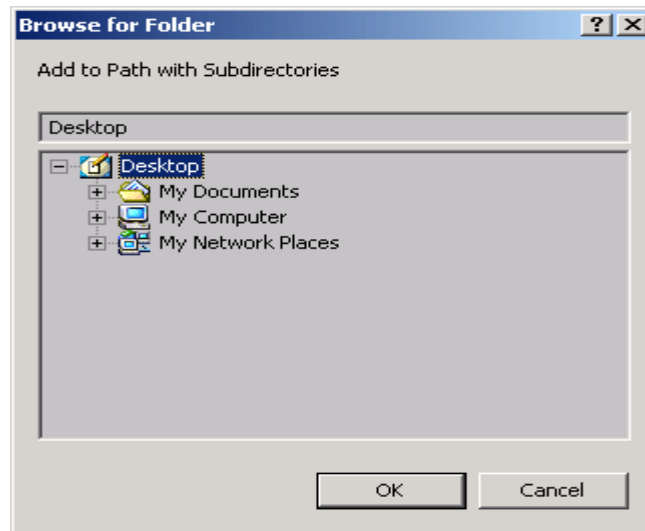 Browse for Folder
Add to Path with Subdirectories
Desktop
Desktop
My Documents
My Computer
My Network Places
OK Cancel